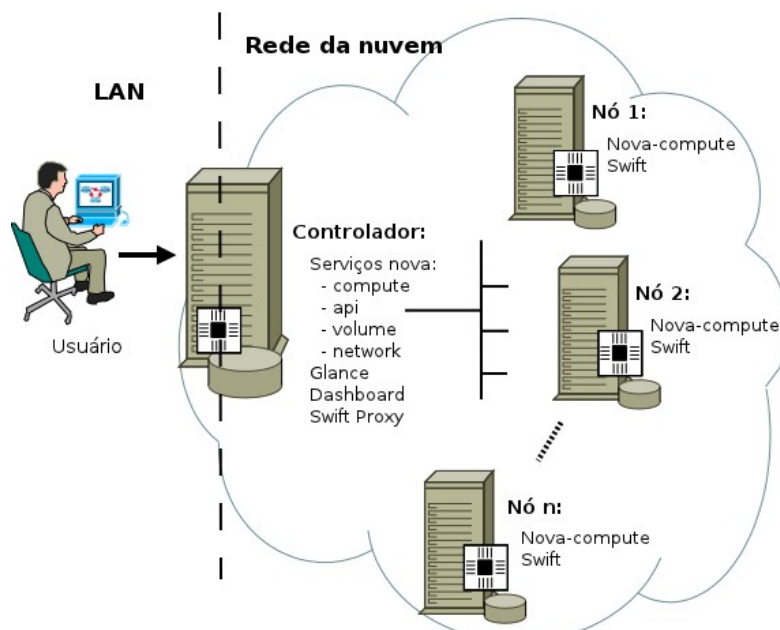 Rede da nuvem
LAN
Usuário
Controlador:
Serviços nova:
- compute
- api
- volume
- network
Glance
Dashboard
Swift Proxy
Nó 1:
Nova-compute
Swift
Nó 2:
Nova-compute
Swift
Nó n:
Nova-compute
Swift